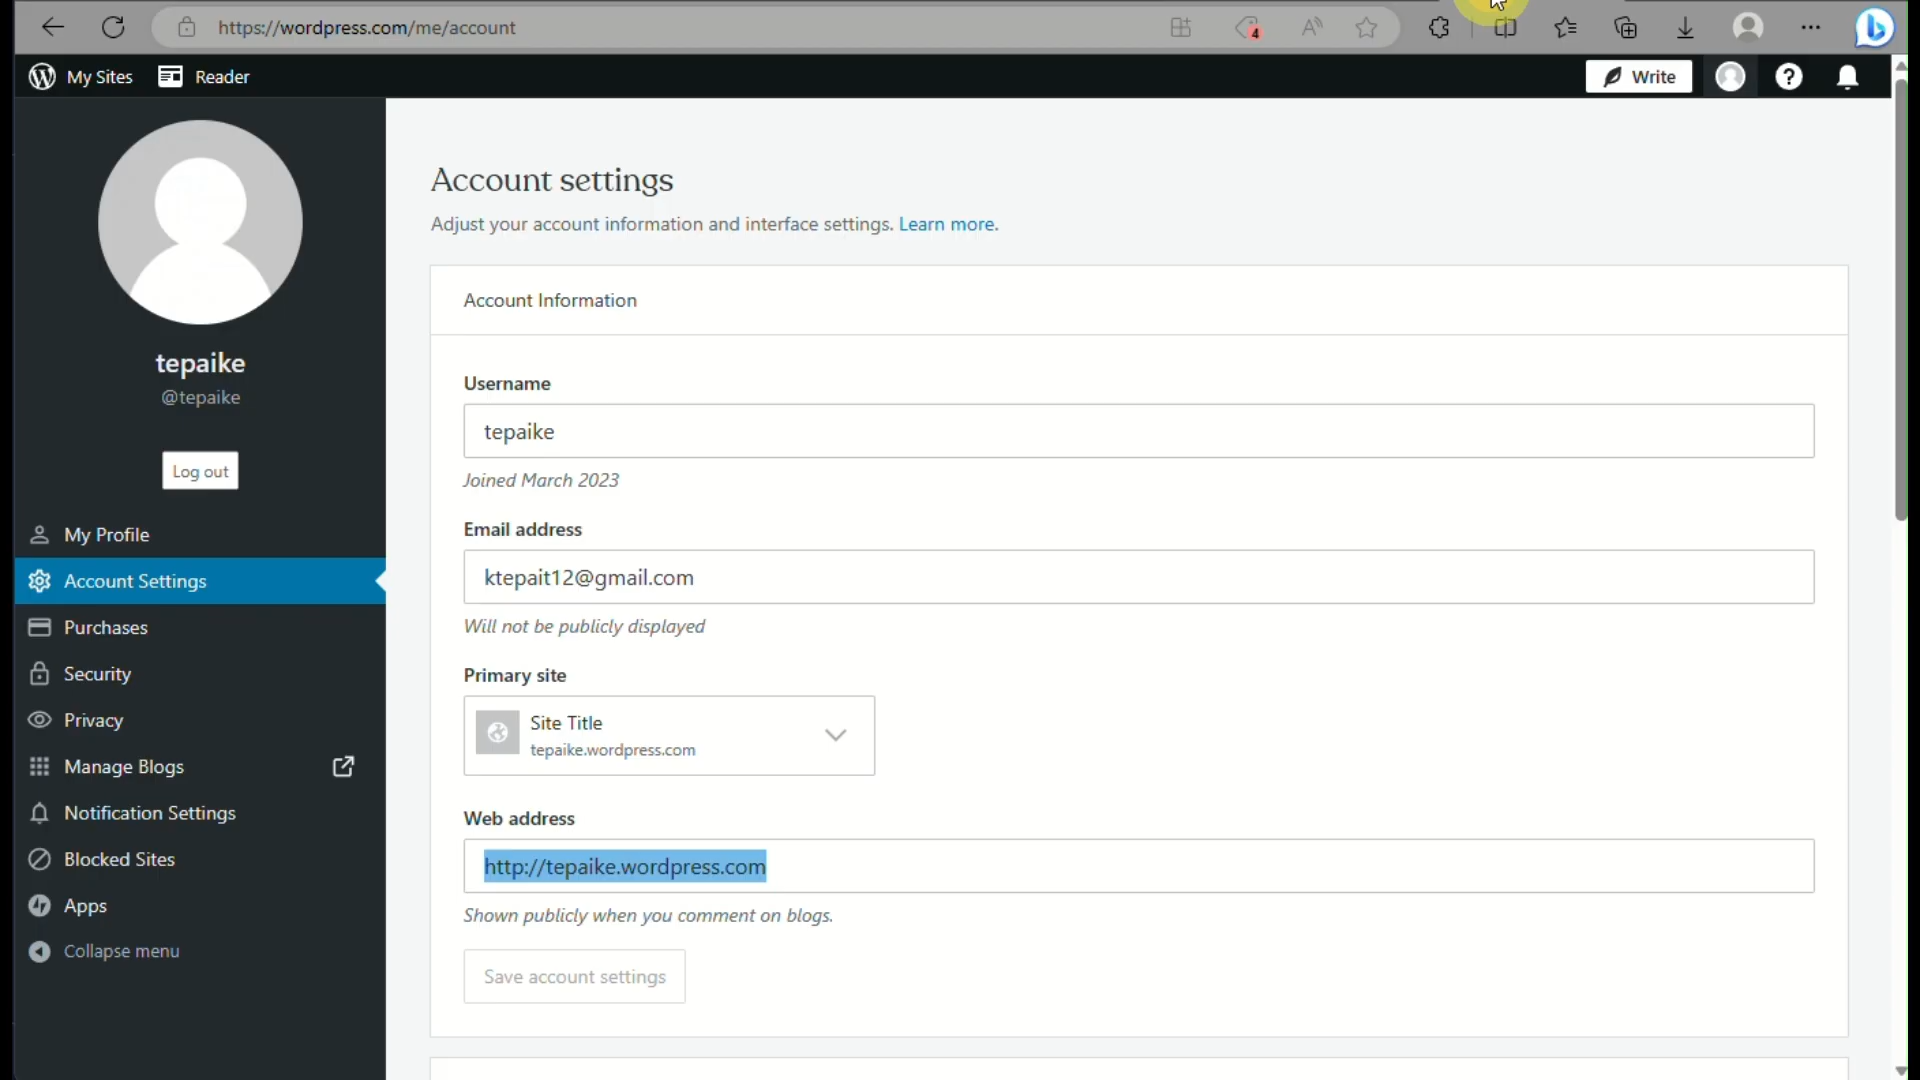 https://wordpress.com/me/account
4
My Sites
Reader
Write
tepaike
@tepaike
Log out
My Profile
Account Settings
Purchases
Security
Privacy
Manage Blogs
Notification Settings
Blocked Sites
Apps
Collapse menu
Account settings
Adjust your account information and interface settings. Learn more.
Account Information
Username
tepaike
Joined March 2023
Email address
ktepait12@gmail.com
Will not be publicly displayed
Primary site
Site Title
tepaike.wordpress.com
Web address
http://tepaike.wordpress.com
Shown publicly when you comment on blogs.
Save account settings